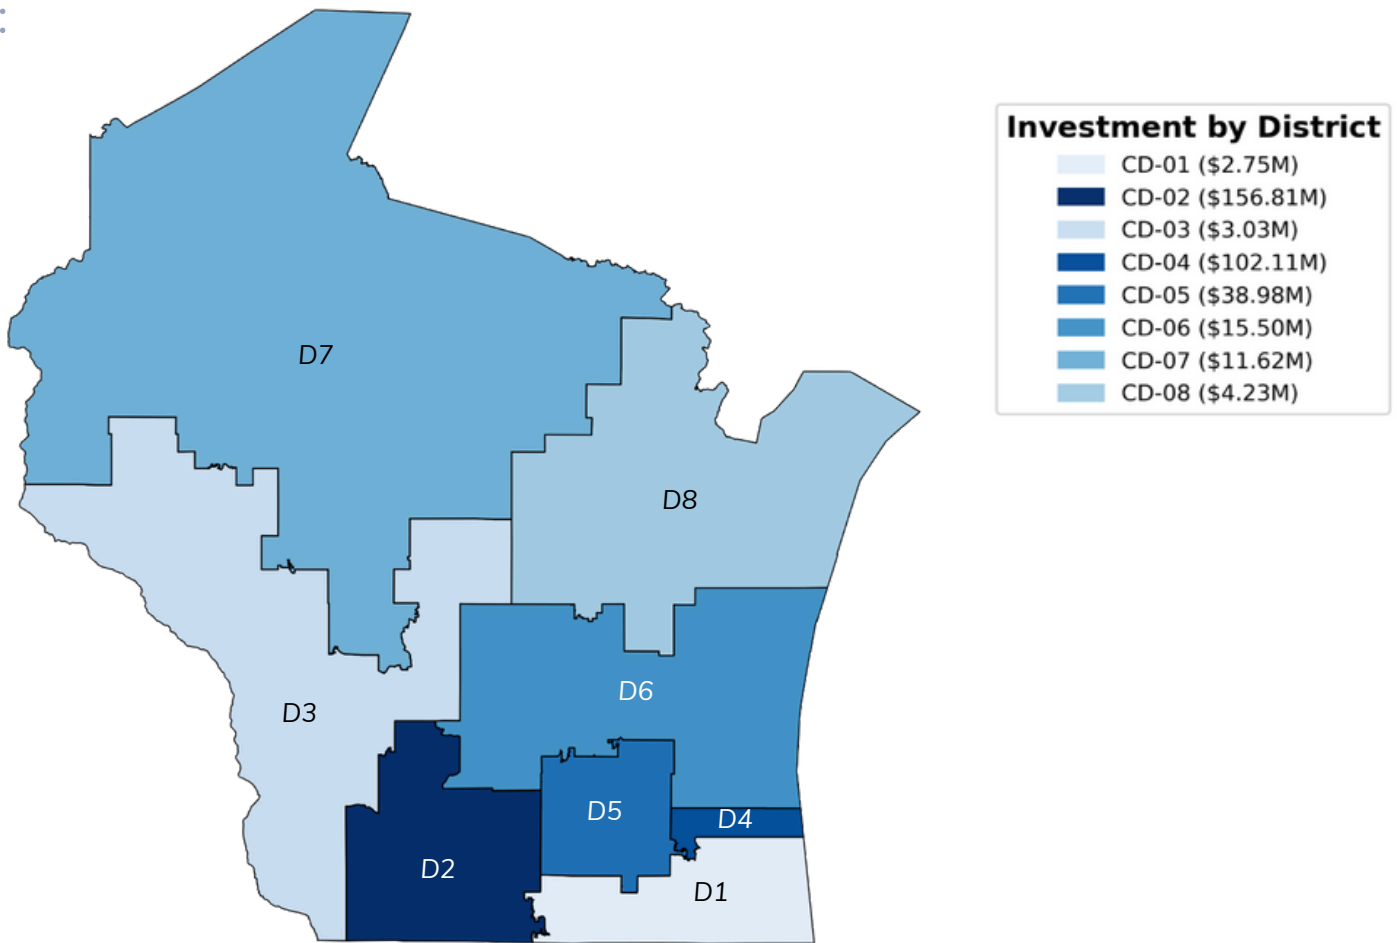 Investment by District
CD-01 ($2.75M)
CD-02 ($156.81M)
CD-03 ($3.03M)
CD-04 ($102.11M)
CD-05 ($38.98M)
CD-06 ($15.50M)
CD-07 ($11.62M)
CD-08 ($4.23M)
D7
D8
D6
D3
D5
D4
D2
D1